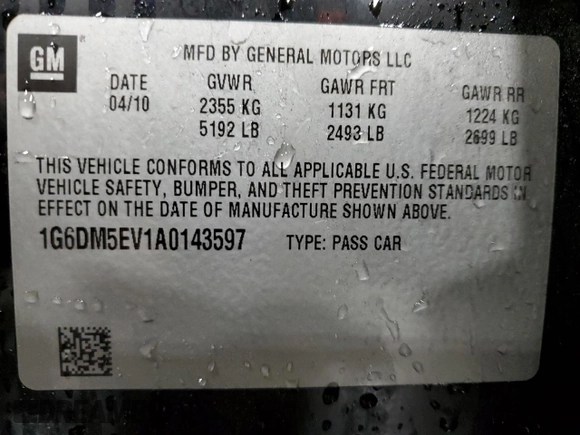 GM
MFD BY GENERAL MOTORS LLC
DATE GVWR GAWR FRT GAWR RR
04/10 2355 KG 1131 KG 1224 KG
5192 LB 2493 LB 2699 LB
THIS VEHICLE CONFORMS TO ALL APPLICABLE U.S. FEDERAL MOTOR
VEHICLE SAFETY, BUMPER, AND THEFT PREVENTION STANDARDS IN
EFFECT ON THE DATE OF MANUFACTURE SHOWN ABOVE.
1G6DM5EV1A0143597 TYPE: PASS CAR